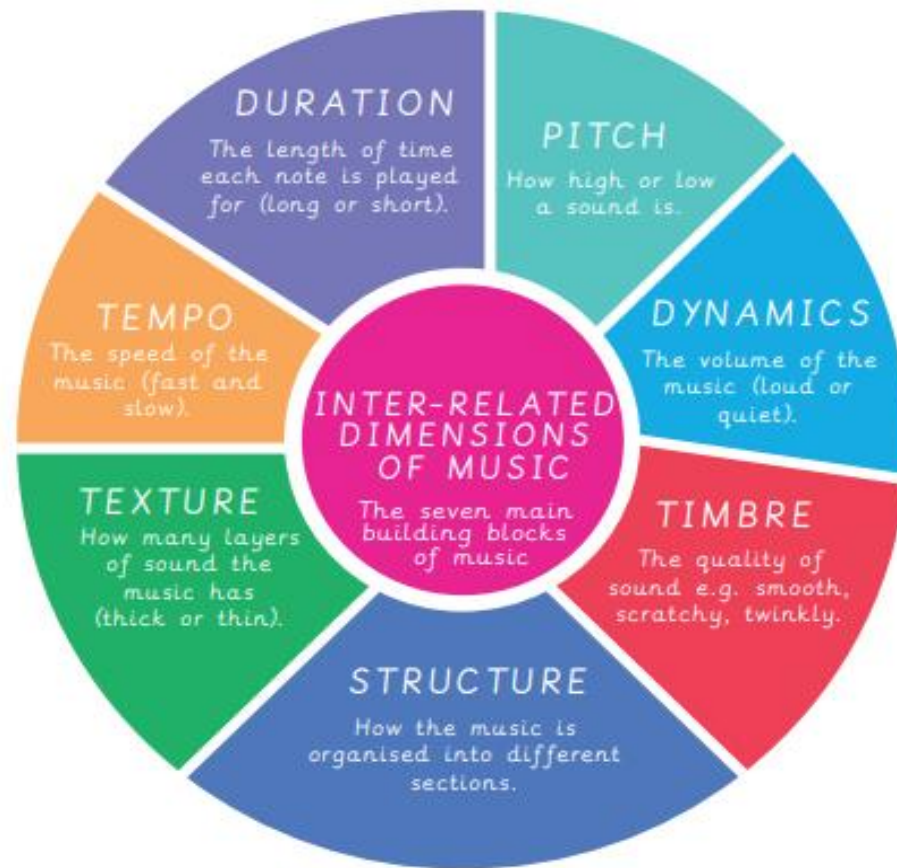 DURATION
The length of time
each note is played
for (long or short).
PITCH
How high or low
a sound is.
DYNAMICS
The volume of the
music (loud or
quiet).
TIMBRE
The quality of
sound e.g. smooth,
scratchy, twinkly.
STRUCTURE
How the music is
organised into different
sections.
TEXTURE
How many layers
of sound the
music has
(thick or thin).
TEMPO
The speed of the
music (fast and
slow).
INTER-RELATED
DIMENSIONS
OF MUSIC
The seven main
building blocks
of music